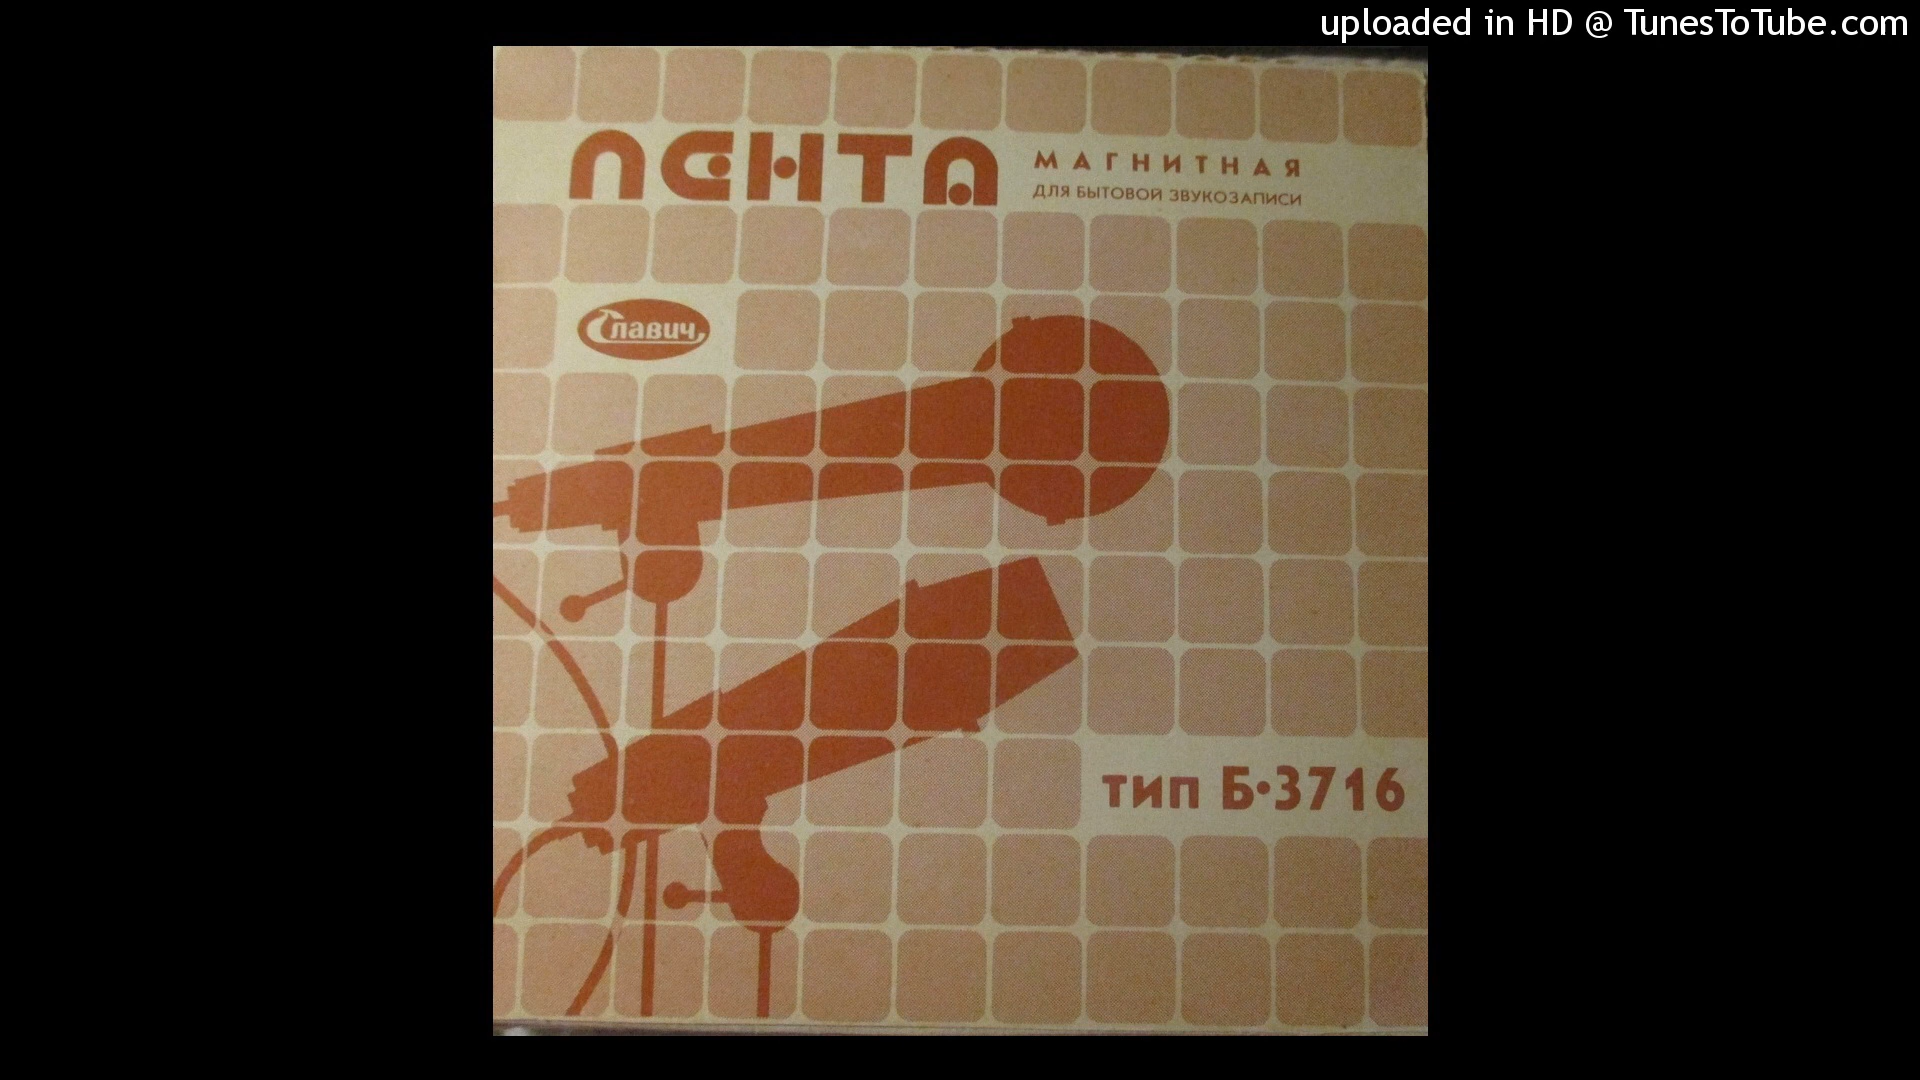 uploaded in HD @ TunesToTube.com
ЛЕНТА
МАГНИТНАЯ
ДЛЯ БЫТОВОЙ ЗВУКОЗАПИСИ
Славич
тип Б•3716